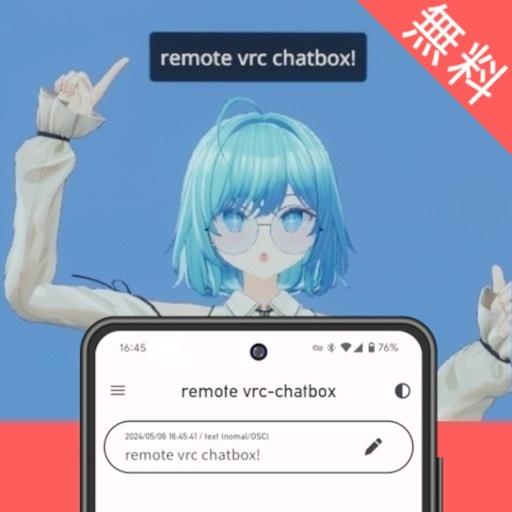 無料
remote vrc chatbox!
16:45
76%
remote vrc-chatbox
2024/05/06 16:45:41 / text (nomal/OSC)
remote vrc chatbox!